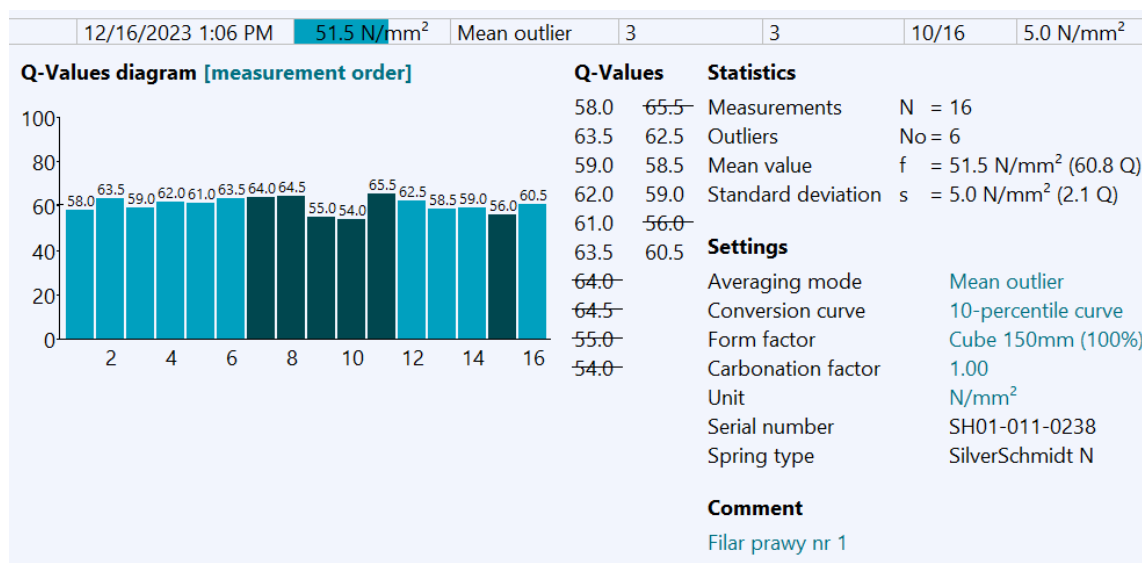 12/16/2023 1:06 PM 51.5 N/mm² Mean outlier 3 3 10/16 5.0 N/mm²
Q-Values diagram [measurement order]
100
80
60
40
20
0
58.0 63.5 59.0 62.0 61.0 63.5 64.0 64.5 55.0 54.0 65.5 62.5 58.5 59.0 56.0 60.5
2 4 6 8 10 12 14 16
Q-Values
58.0 65.5
63.5 62.5
59.0 58.5
62.0 59.0
61.0 56.0
63.5 60.5
64.0
64.5
55.0
54.0
Statistics
Measurements N = 16
Outliers No = 6
Mean value f = 51.5 N/mm² (60.8 Q)
Standard deviation s = 5.0 N/mm² (2.1 Q)
Settings
Averaging mode Mean outlier
Conversion curve 10-percentile curve
Form factor Cube 150mm (100%)
Carbonation factor 1.00
Unit N/mm²
Serial number SH01-011-0238
Spring type SilverSchmidt N
Comment
Filar prawy nr 1